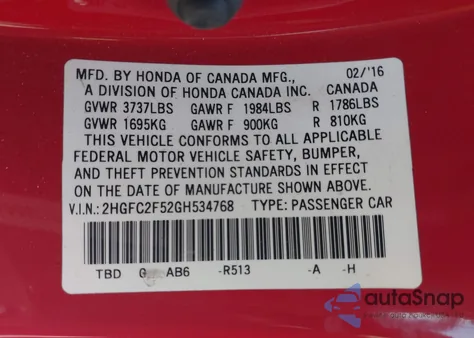 MFD. BY HONDA OF CANADA MFG., 02/'16
A DIVISION OF HONDA CANADA INC. CANADA
GVWR 3737LBS GAWR F 1984LBS R 1786LBS
GVWR 1695KG GAWR F 900KG R 810KG
THIS VEHICLE CONFORMS TO ALL APPLICABLE
FEDERAL MOTOR VEHICLE SAFETY, BUMPER,
AND THEFT PREVENTION STANDARDS IN EFFECT
ON THE DATE OF MANUFACTURE SHOWN ABOVE.
V.I.N.: 2HGFC2F52GH534768 TYPE: PASSENGER CAR
TBD G AB6 -R513 -A -H
autaSnap